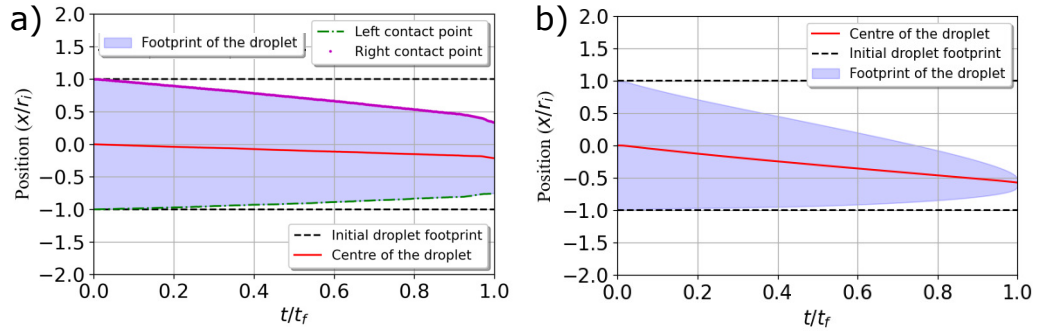 a)
2.0
1.5
1.0
0.5
0.0
−0.5
−1.0
−1.5
−2.0
Position (x/r_i)
Footprint of the droplet
Left contact point
Right contact point
Initial droplet footprint
Centre of the droplet
0.0 0.2 0.4 0.6 0.8 1.0
t/t_f
b)
2.0
1.5
1.0
0.5
0.0
−0.5
−1.0
−1.5
−2.0
Position (x/r_i)
Centre of the droplet
Initial droplet footprint
Footprint of the droplet
0.0 0.2 0.4 0.6 0.8 1.0
t/t_f